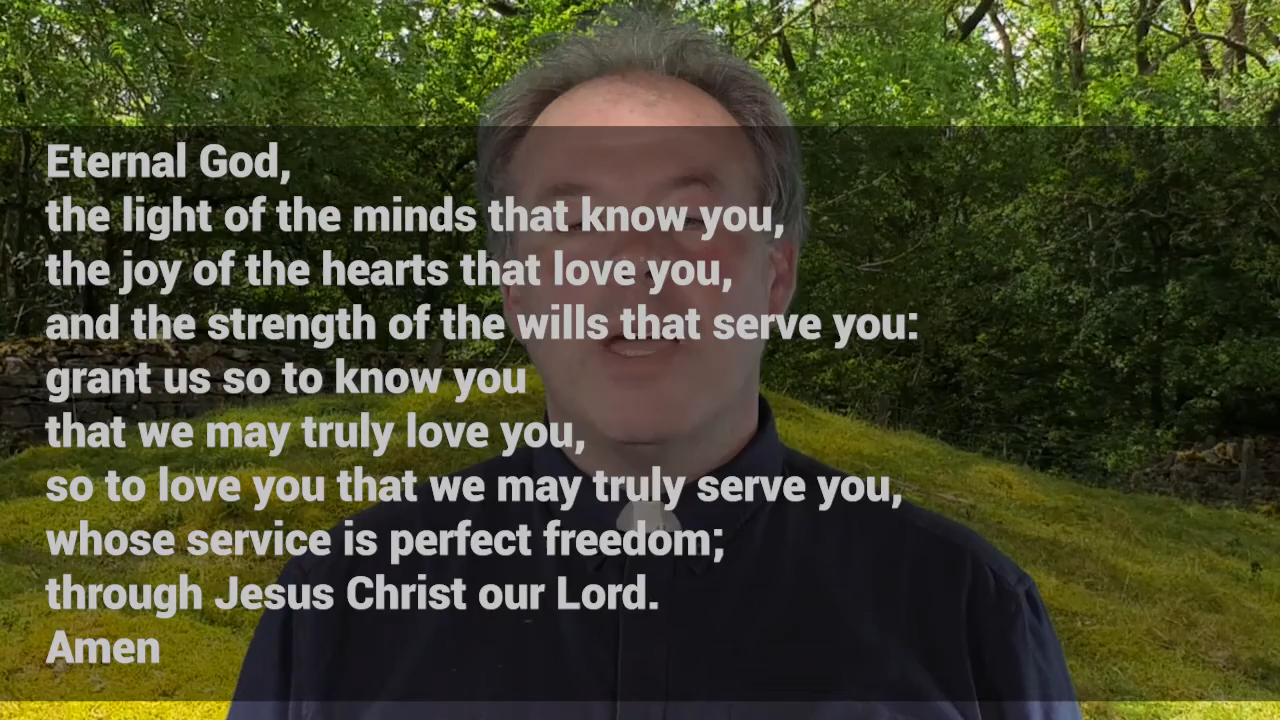 Eternal God,
the light of the minds that know you,
the joy of the hearts that love you,
and the strength of the wills that serve you:
grant us so to know you
that we may truly love you,
so to love you that we may truly serve you,
whose service is perfect freedom;
through Jesus Christ our Lord.
Amen